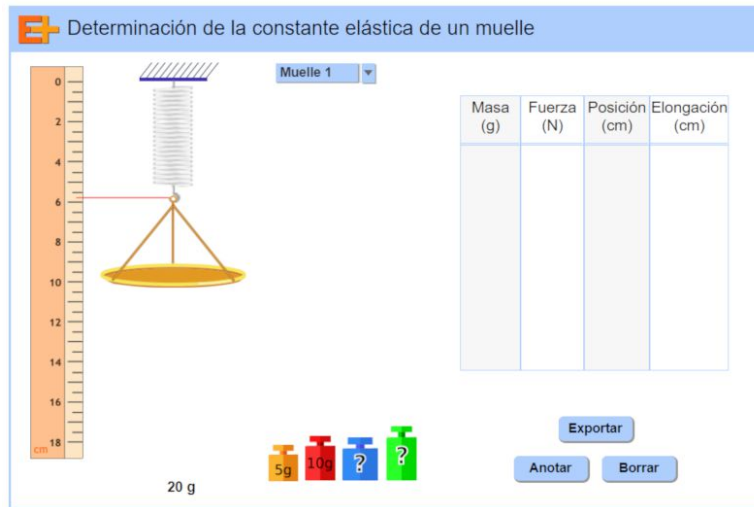 E+ Determinación de la constante elástica de un muelle
Muelle 1
Masa (g)
Fuerza (N)
Posición (cm)
Elongación (cm)
0
2
4
6
8
10
12
14
16
18
cm
5g
10g
?
?
20 g
Exportar
Anotar
Borrar